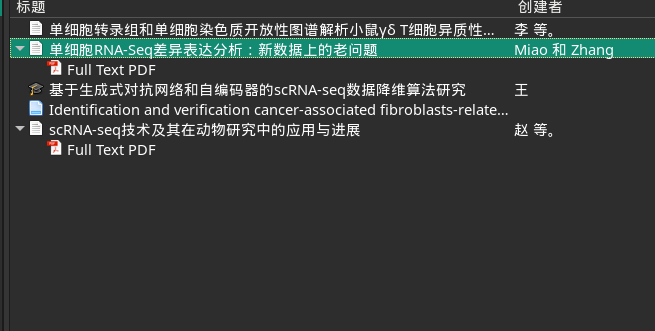 标题 创建者
单细胞转录组和单细胞染色质开放性图谱解析小鼠γδ T细胞异质性... 李 等。
单细胞RNA-Seq差异表达分析：新数据上的老问题 Miao 和 Zhang
Full Text PDF
基于生成式对抗网络和自编码器的scRNA-seq数据降维算法研究 王
Identification and verification cancer-associated fibroblasts-relate...
scRNA-seq技术及其在动物研究中的应用与进展 赵 等。
Full Text PDF